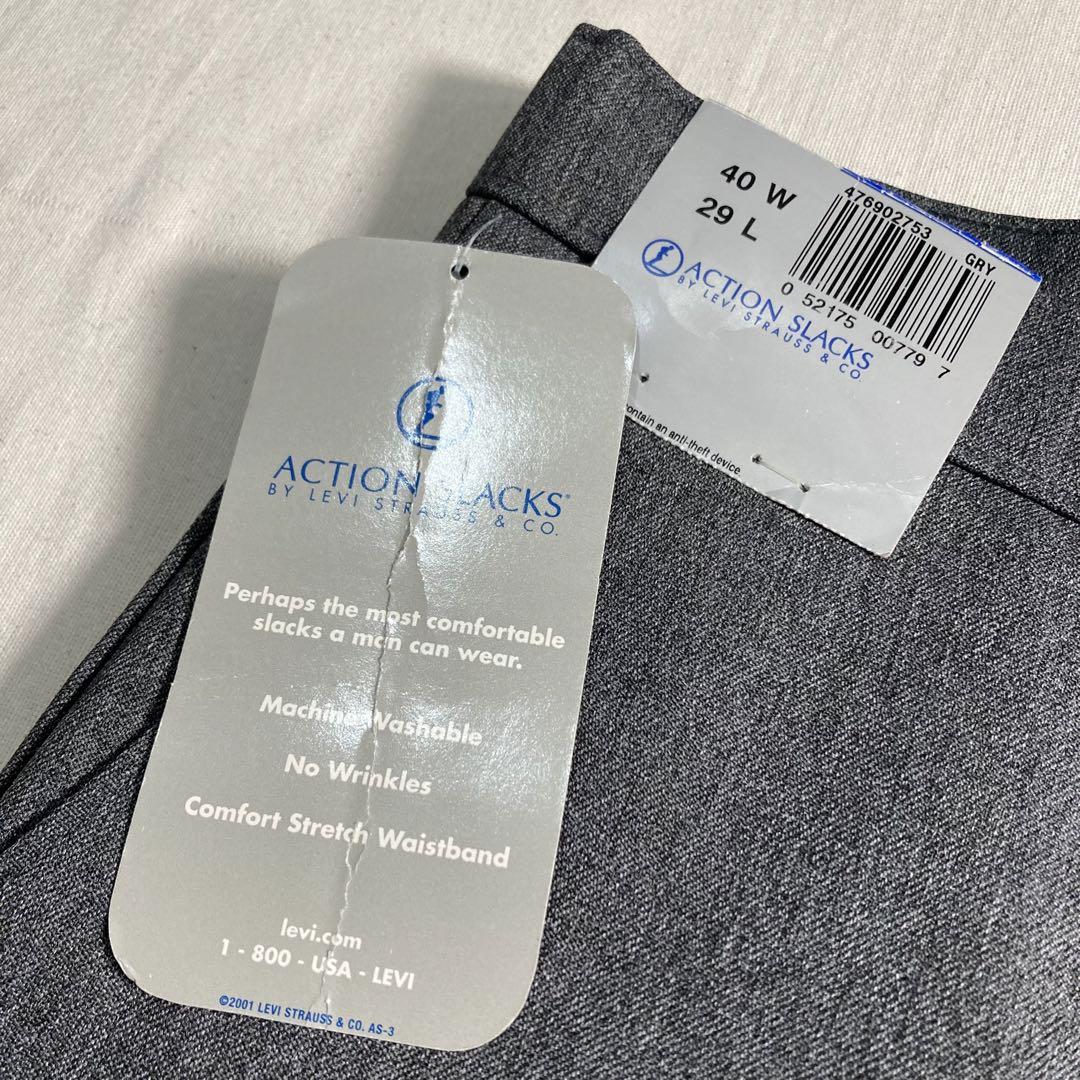 40 W
29 L
476902753
GRY
0 52175 00779 7
ACTION SLACKS
BY LEVI STRAUSS & CO.
contain an anti-theft device
ACTION SLACKS®
BY LEVI STRAUSS & CO.
Perhaps the most comfortable
slacks a man can wear.
Machine Washable
No Wrinkles
Comfort Stretch Waistband
levi.com
1 - 800 - USA - LEVI
©2001 LEVI STRAUSS & CO. AS-3